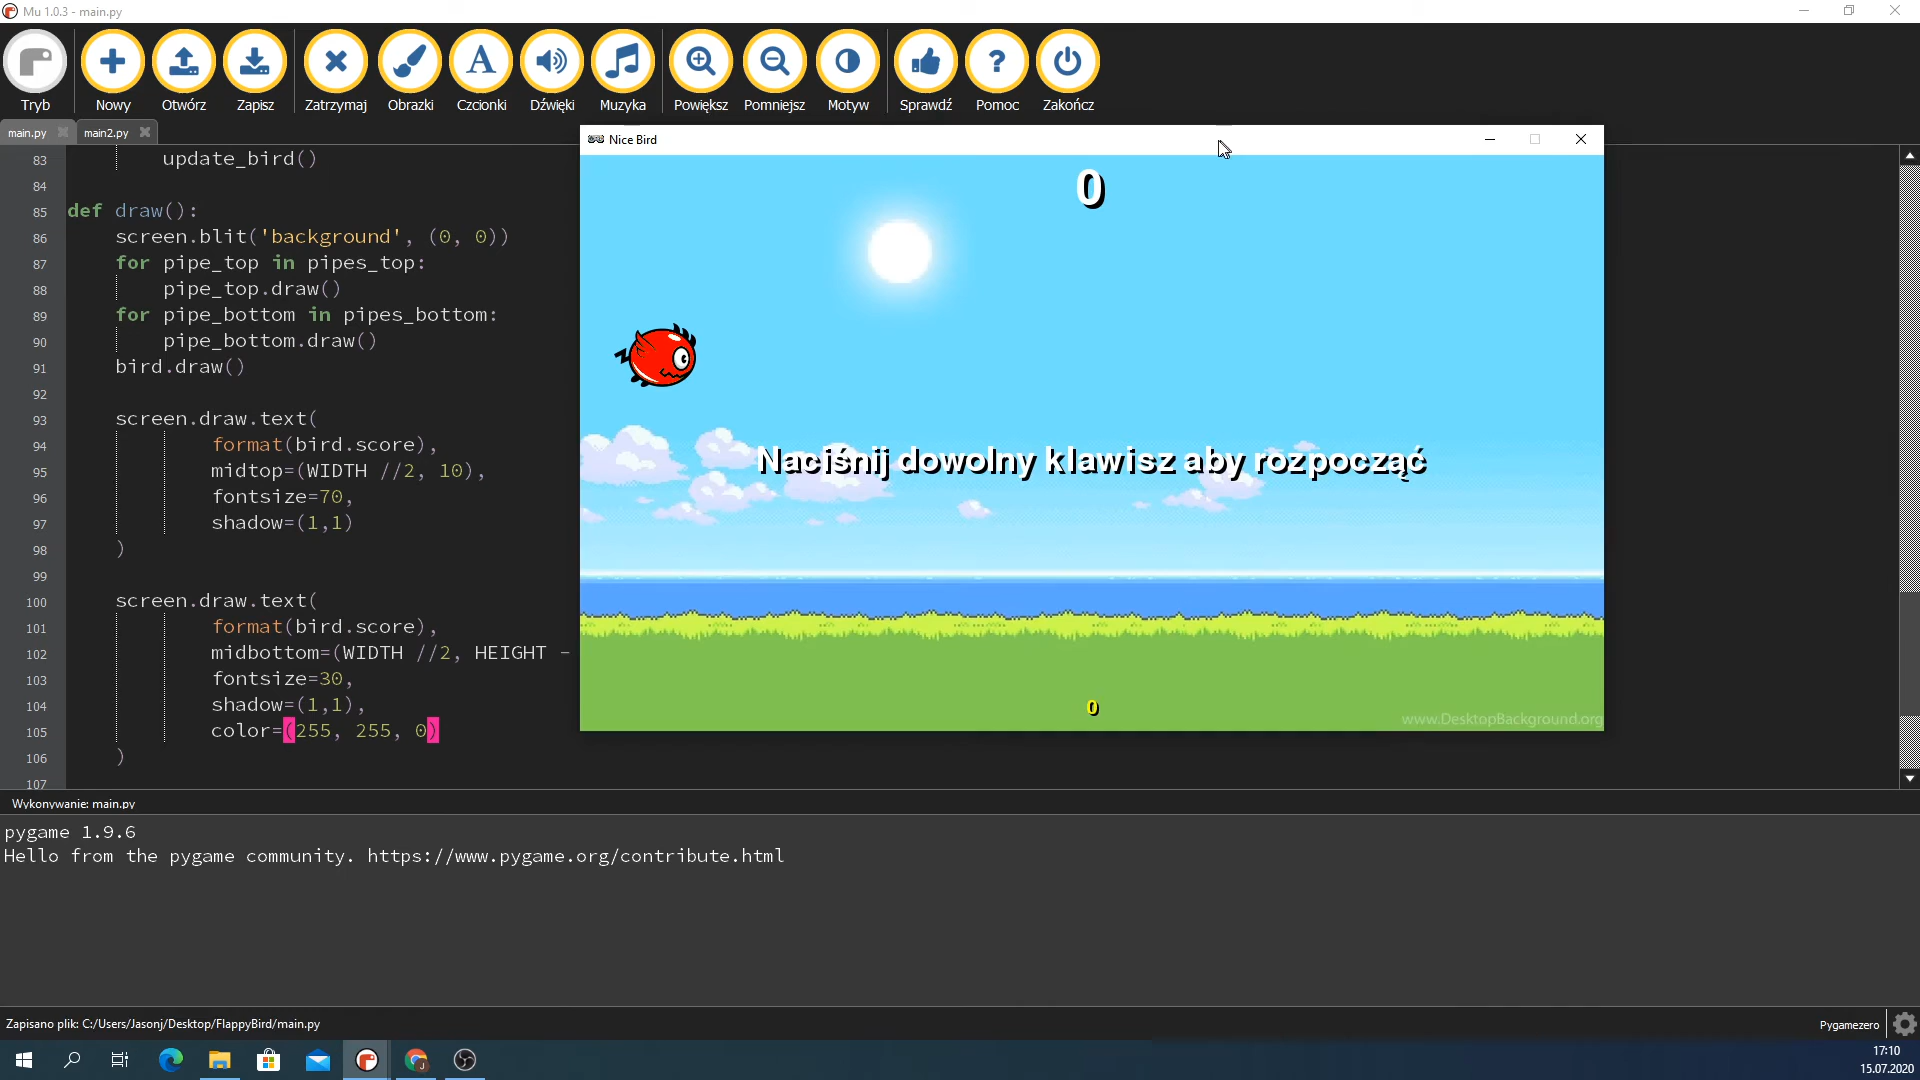 Mu 1.0.3 - main.py
Tryb Nowy Otwórz Zapisz Zatrzymaj Obrazki Czcionki Dźwięki Muzyka Powiększ Pomniejsz Motyw Sprawdź Pomoc Zakończ
main.py main2.py
83 update_bird()
84
85 def draw():
86 screen.blit('background', (0, 0))
87 for pipe_top in pipes_top:
88 pipe_top.draw()
89 for pipe_bottom in pipes_bottom:
90 pipe_bottom.draw()
91 bird.draw()
92
93 screen.draw.text(
94 format(bird.score),
95 midtop=(WIDTH //2, 10),
96 fontsize=70,
97 shadow=(1,1)
98 )
99
100 screen.draw.text(
101 format(bird.score),
102 midbottom=(WIDTH //2, HEIGHT -
103 fontsize=30,
104 shadow=(1,1),
105 color=(255, 255, 0)
106 )
107
Nice Bird
0
Naciśnij dowolny klawisz aby rozpocząć
0
www.DesktopBackground.org
Wykonywanie: main.py
pygame 1.9.6
Hello from the pygame community. https://www.pygame.org/contribute.html
Zapisano plik: C:/Users/Jasonj/Desktop/FlappyBird/main.py
Pygamezero
17:10
15.07.2020